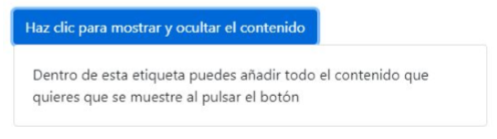 Haz clic para mostrar y ocultar el contenido
Dentro de esta etiqueta puedes añadir todo el contenido que
quieres que se muestre al pulsar el botón